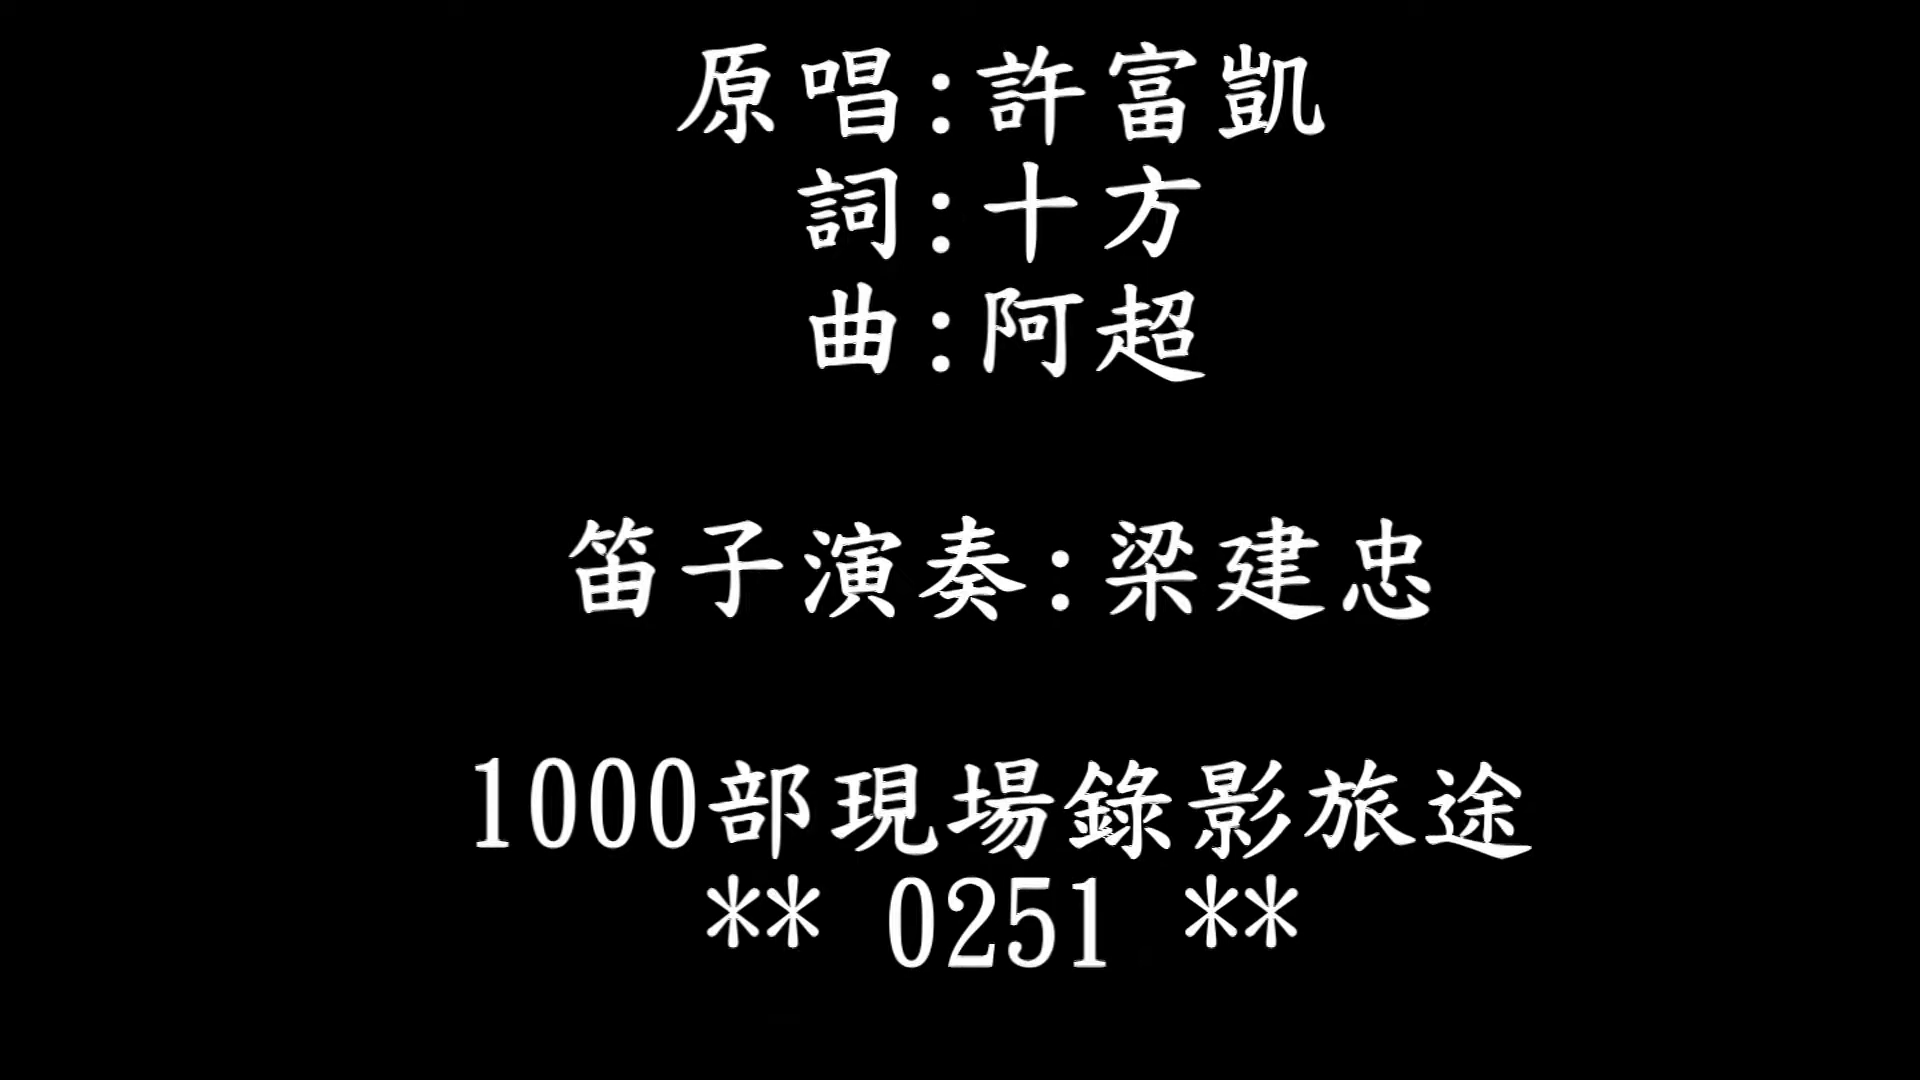 原唱:許富凱
詞:十方
曲:阿超
笛子演奏:梁建忠
1000部現場錄影旅途
** 0251 **